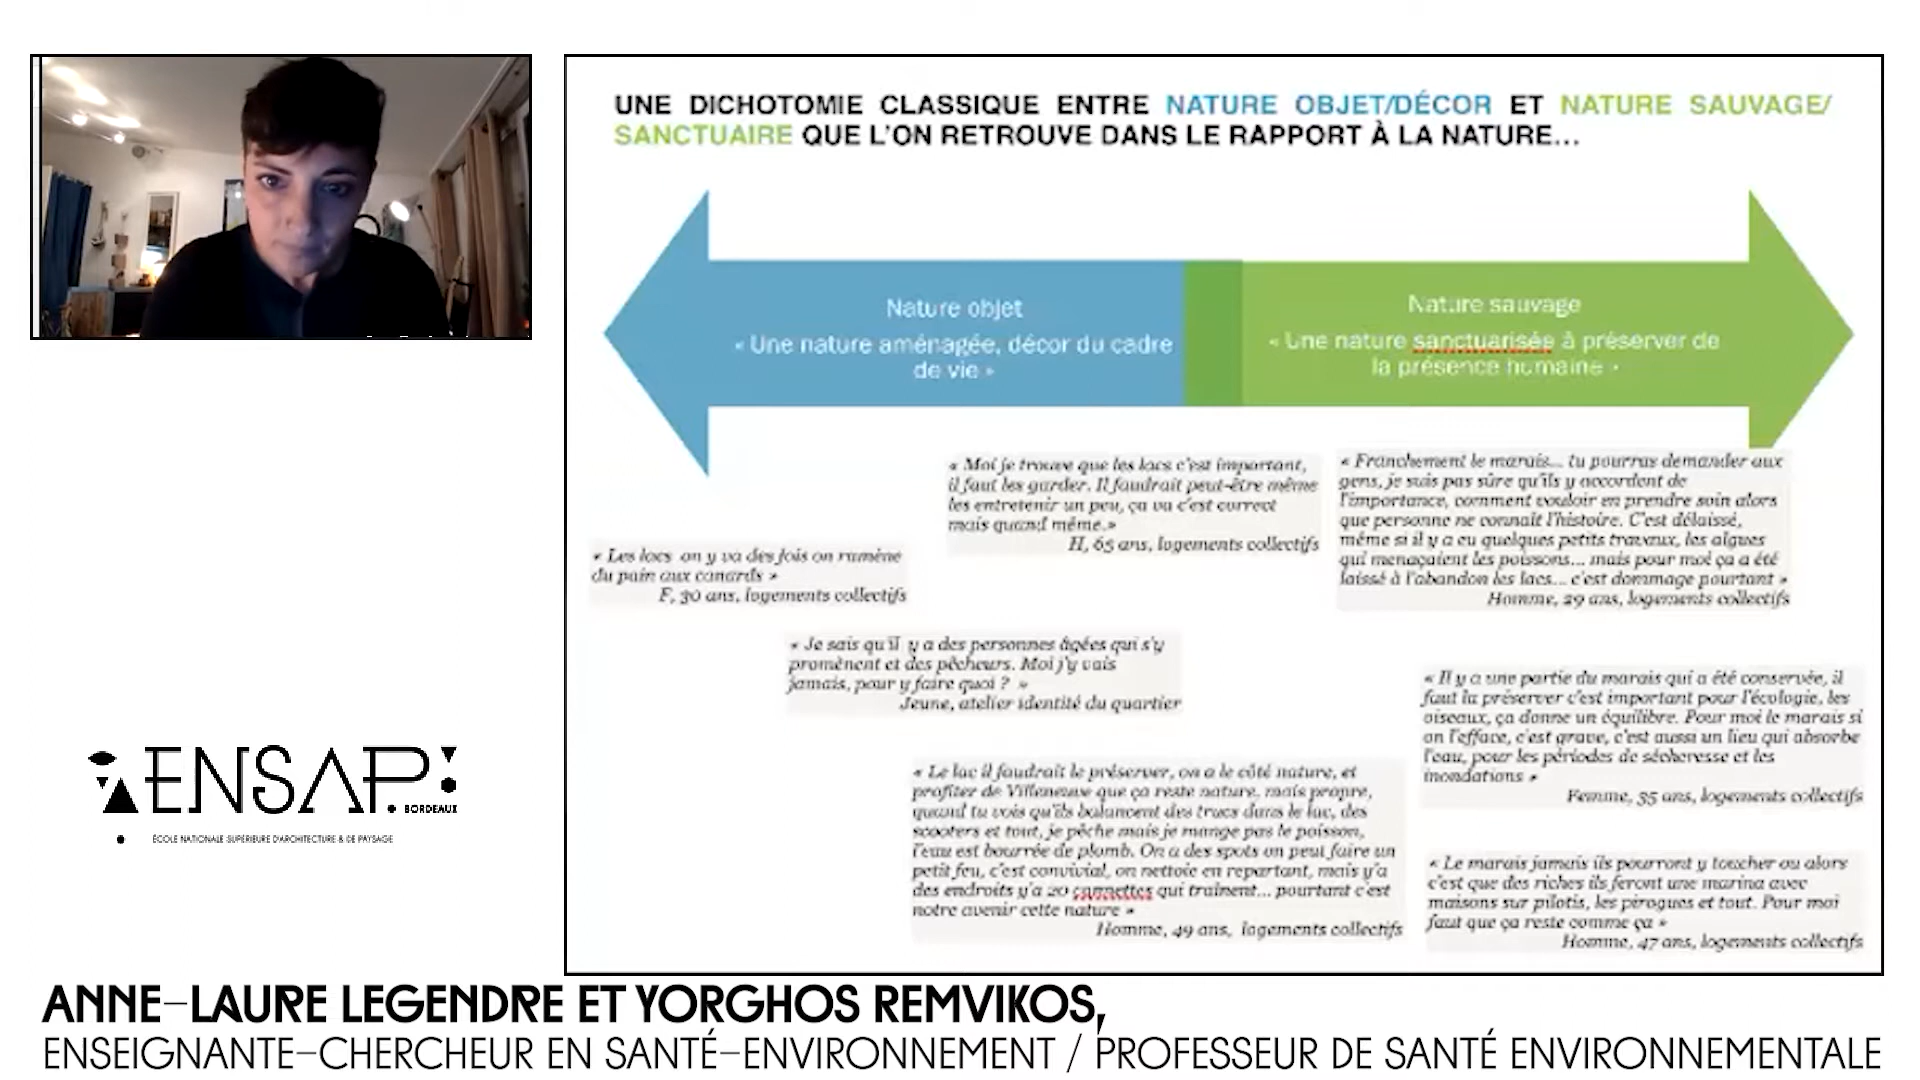 UNE DICHOTOMIE CLASSIQUE ENTRE NATURE OBJET/DÉCOR ET NATURE SAUVAGE/
SANCTUAIRE QUE L'ON RETROUVE DANS LE RAPPORT À LA NATURE...
Nature objet
« Une nature aménagée, décor du cadre
de vie »
Nature sauvage
« Une nature sanctuarisée à préserver de
la présence humaine »
« Les lacs on y va des fois on ramène
du pain aux canards »
F, 30 ans, logements collectifs
« Moi je trouve que les lacs c'est important,
il faut les garder. Il faudrait peut-être même
les entretenir un peu, ça va c'est correct
mais quand même.»
H, 65 ans, logements collectifs
« Franchement le marais... tu pourras demander aux
gens, je suis pas sûre qu'ils y accordent de
l'importance, comment vouloir en prendre soin alors
que personne ne connaît l'histoire. C'est délaissé,
même si il y a eu quelques petits travaux, les algues
qui menaçaient les poissons... mais pour moi ça a été
laissé à l'abandon les lacs... c'est dommage pourtant »
Homme, 29 ans, logements collectifs
« Je sais qu'il y a des personnes âgées qui s'y
promènent et des pêcheurs. Moi j'y vais
jamais, pour y faire quoi ? »
Jeune, atelier identité du quartier
« Il y a une partie du marais qui a été conservée, il
faut la préserver c'est important pour l'écologie, les
oiseaux, ça donne un équilibre. Pour moi le marais si
on l'efface, c'est grave, c'est aussi un lieu qui absorbe
l'eau, pour les périodes de sécheresse et les
inondations »
Femme, 35 ans, logements collectifs
« Le lac il faudrait le préserver, on a le côté nature, et
profiter de Villeneuve que ça reste nature. mais propre,
quand tu vois qu'ils balancent des trucs dans le lac, des
scooters et tout, je pêche mais je mange pas le poisson,
l'eau est bourrée de plomb. On a des spots on peut faire un
petit feu, c'est convivial, on nettoie en repartant, mais y'a
des endroits y'a 20 cannettes qui traînent... pourtant c'est
notre avenir cette nature »
Homme, 49 ans, logements collectifs
« Le marais jamais ils pourront y toucher ou alors
c'est que des riches ils feront une marina avec
maisons sur pilotis, les pirogues et tout. Pour moi
faut que ça reste comme ça »
Homme, 47 ans, logements collectifs
ENSAP
BORDEAUX
ÉCOLE NATIONALE SUPÉRIEURE D'ARCHITECTURE & DE PAYSAGE
ANNE-LAURE LEGENDRE ET YORGHOS REMVIKOS,
ENSEIGNANTE-CHERCHEUR EN SANTÉ-ENVIRONNEMENT / PROFESSEUR DE SANTÉ ENVIRONNEMENTALE